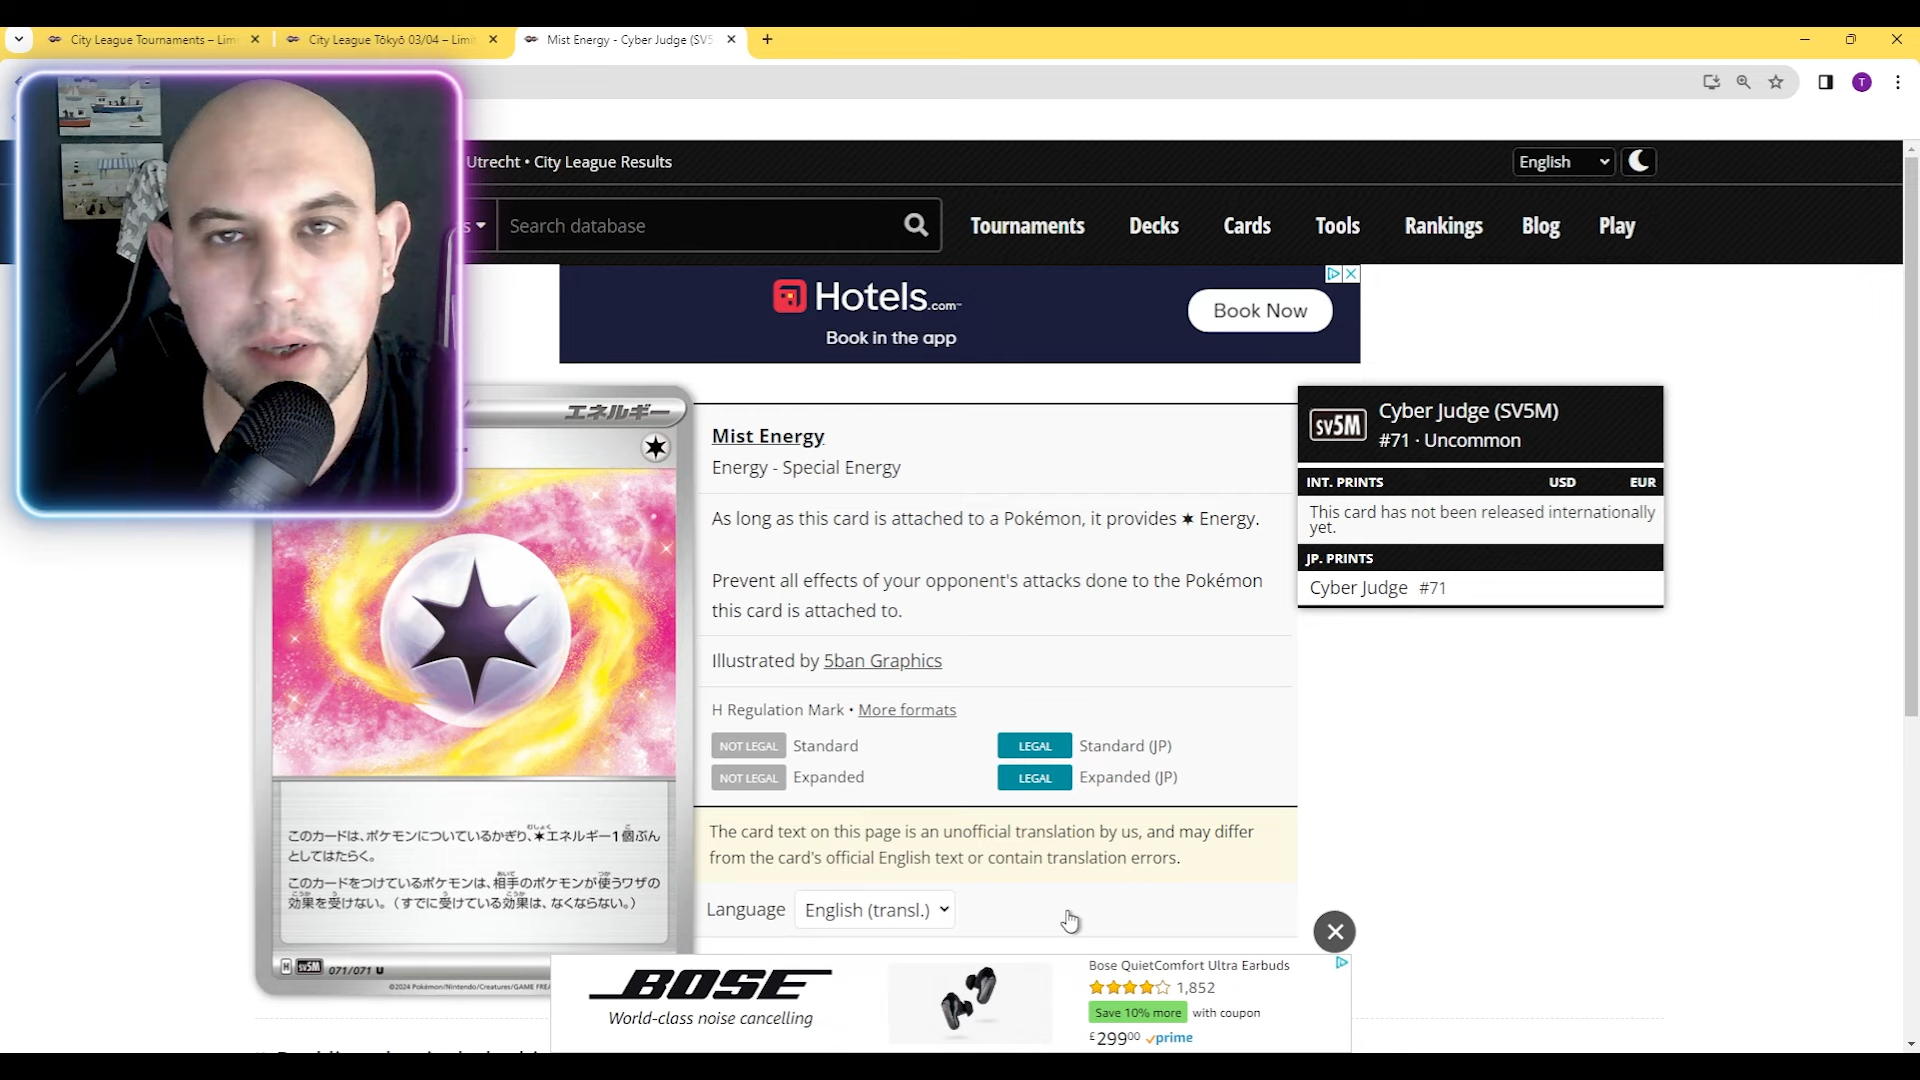 City League Tournaments – Lim
City League Tōkyō 03/04 – Limit
Mist Energy - Cyber Judge (SV5
T
Utrecht • City League Results
English
s
Search database
Tournaments
Decks
Cards
Tools
Rankings
Blog
Play
Hotels.com
Book in the app
Book Now
エネルギー
Mist Energy
Energy - Special Energy
As long as this card is attached to a Pokémon, it provides ✶ Energy.
Prevent all effects of your opponent's attacks done to the Pokémon
this card is attached to.
Illustrated by 5ban Graphics
H Regulation Mark • More formats
NOT LEGAL Standard
LEGAL Standard (JP)
NOT LEGAL Expanded
LEGAL Expanded (JP)
The card text on this page is an unofficial translation by us, and may differ
from the card's official English text or contain translation errors.
Language English (transl.)
SV5M
Cyber Judge (SV5M)
#71 · Uncommon
INT. PRINTS USD EUR
This card has not been released internationally
yet.
JP. PRINTS
Cyber Judge #71
このカードは、ポケモンについているかぎり、✶エネルギー1個ぶん
としてはたらく。
このカードをつけているポケモンは、相手のポケモンが使うワザの
効果を受けない。（すでに受けている効果は、なくならない。）
H SV5M 071/071 U
©2024 Pokémon/Nintendo/Creatures/GAME FREA
BOSE
World-class noise cancelling
Bose QuietComfort Ultra Earbuds
1,852
Save 10% more with coupon
£299⁰⁰ prime